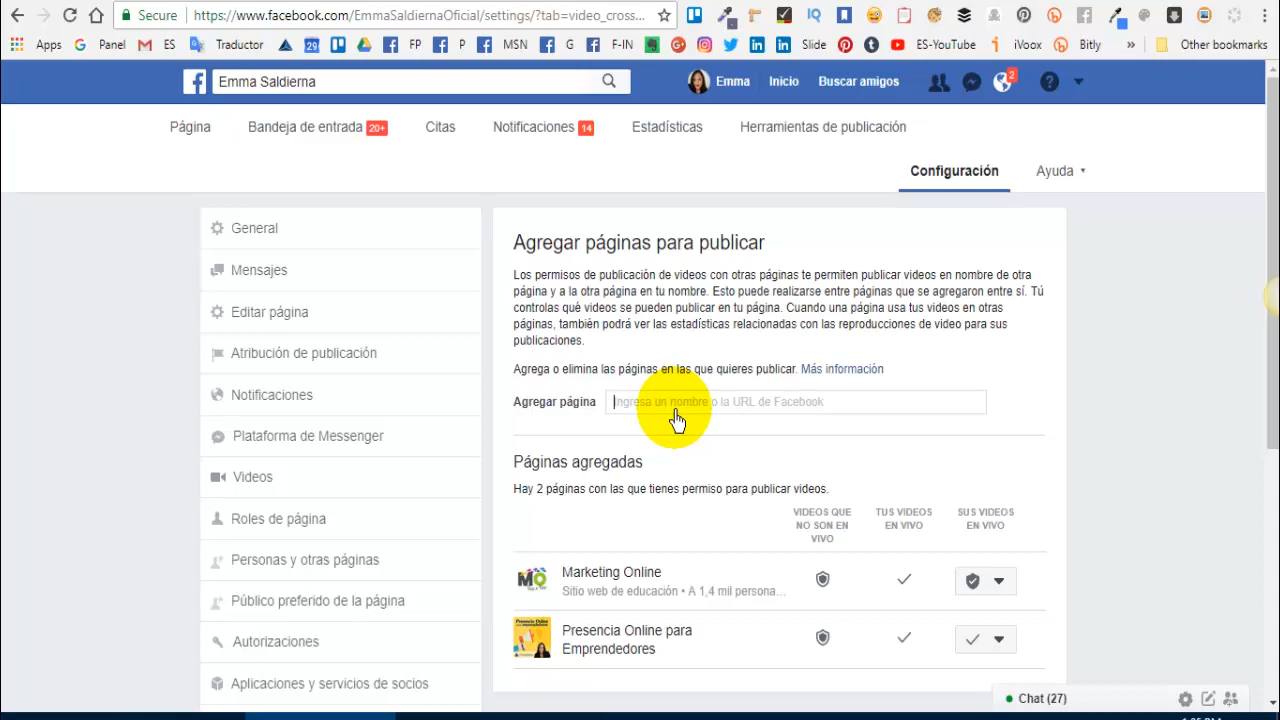 Secure https://www.facebook.com/EmmaSaldiernaOficial/settings/?tab=video_cross...
Apps Panel ES Traductor 29 FP P MSN G F-IN Slide ES-YouTube iVoox Bitly » Other bookmarks
Emma Saldierna
Emma Inicio Buscar amigos 2
Página Bandeja de entrada 20+ Citas Notificaciones 14 Estadísticas Herramientas de publicación
Configuración Ayuda
General
Mensajes
Editar página
Atribución de publicación
Notificaciones
Plataforma de Messenger
Videos
Roles de página
Personas y otras páginas
Público preferido de la página
Autorizaciones
Aplicaciones y servicios de socios
Agregar páginas para publicar
Los permisos de publicación de videos con otras páginas te permiten publicar videos en nombre de otra
página y a la otra página en tu nombre. Esto puede realizarse entre páginas que se agregaron entre sí. Tú
controlas qué videos se pueden publicar en tu página. Cuando una página usa tus videos en otras
páginas, también podrá ver las estadísticas relacionadas con las reproducciones de video para sus
publicaciones.
Agrega o elimina las páginas en las que quieres publicar. Más información
Agregar página Ingresa un nombre o la URL de Facebook
Páginas agregadas
Hay 2 páginas con las que tienes permiso para publicar videos.
VIDEOS QUE NO SON EN VIVO
TUS VIDEOS EN VIVO
SUS VIDEOS EN VIVO
MO
Marketing Online
Sitio web de educación • A 1,4 mil persona...
Presencia Online para
Emprendedores
Chat (27)